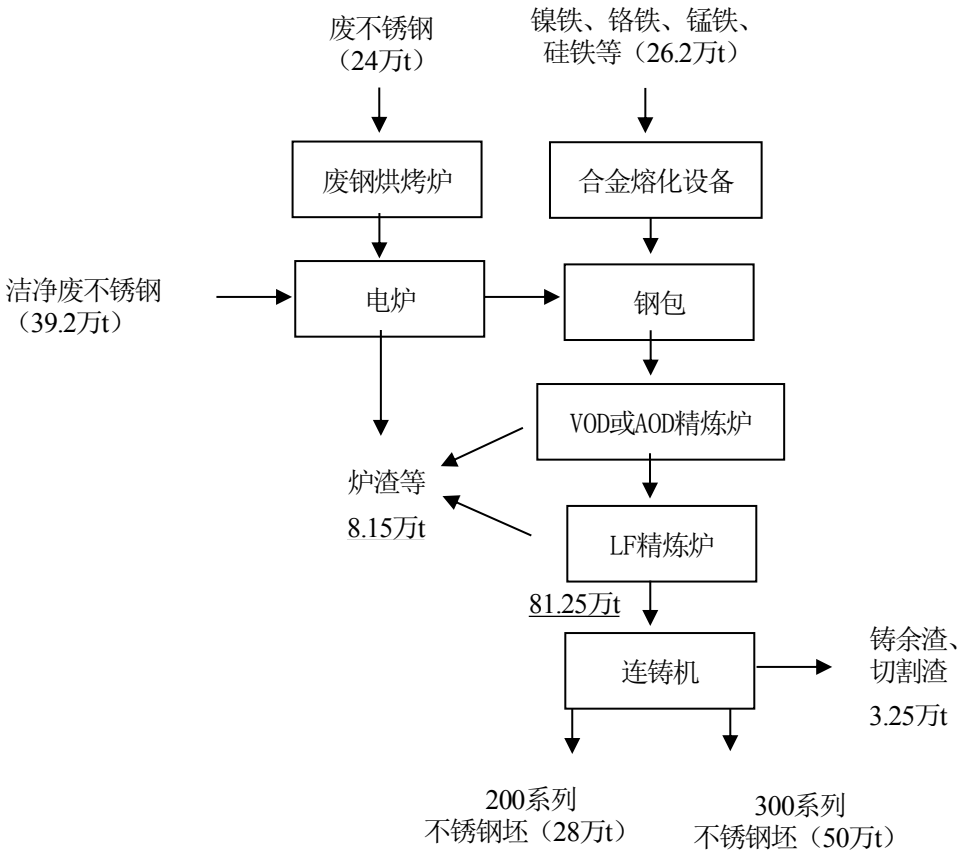 废不锈钢
（24万t）
镍铁、铬铁、锰铁、
硅铁等（26.2万t）
废钢烘烤炉
合金熔化设备
洁净废不锈钢
（39.2万t）
电炉
钢包
VOD或AOD精炼炉
炉渣等
8.15万t
LF精炼炉
81.25万t
连铸机
铸余渣、
切割渣
3.25万t
200系列
不锈钢坯（28万t）
300系列
不锈钢坯（50万t）